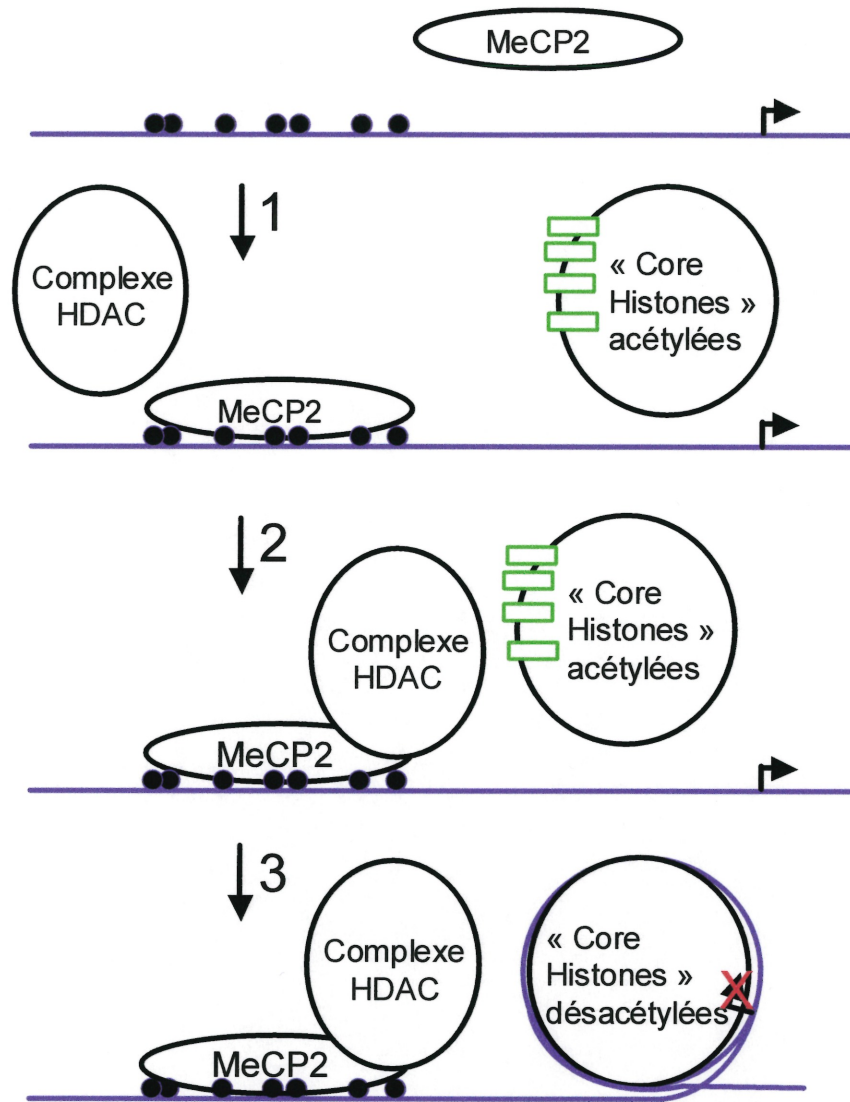 MeCP2
1
Complexe
HDAC
« Core
Histones »
acétylées
MeCP2
2
Complexe
HDAC
« Core
Histones »
acétylées
MeCP2
3
Complexe
HDAC
« Core
Histones »
désacétylées
X
MeCP2